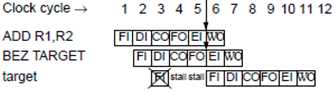 Clock cycle → 1 2 3 4 5 6 7 8 9 10 11 12
ADD R1,R2 FI DI CO FO EI WO
BEZ TARGET FI DI CO FO EI WO
target FI stall stall FI DI CO FO EI WO